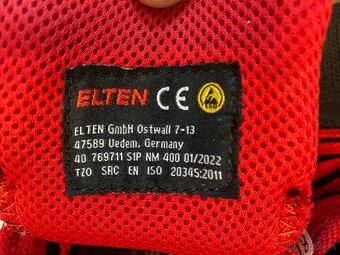 ELTEN CE
ELTEN GmbH Ostwall 7-13
47589 Uedem, Germany
40 769711 S1P NM 400 01/2022
TZO SRC EN ISO 20345:2011